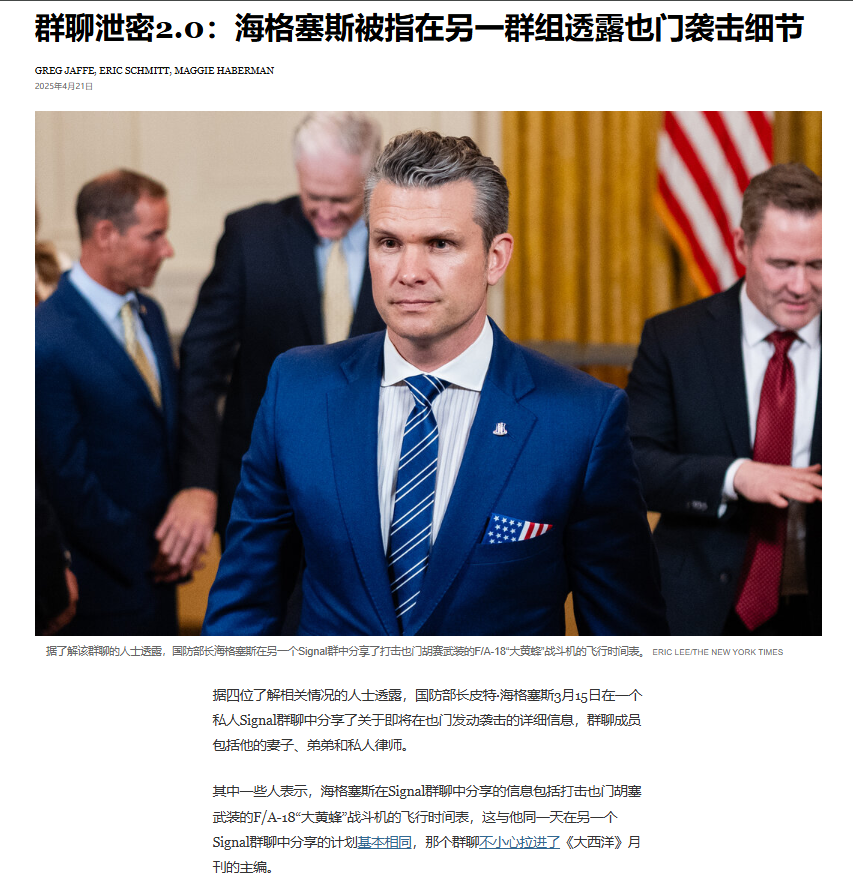 群聊泄密2.0：海格塞斯被指在另一群组透露也门袭击细节
GREG JAFFE, ERIC SCHMITT, MAGGIE HABERMAN
2025年4月21日
据了解该群聊的人士透露，国防部长海格塞斯在另一个Signal群中分享了打击也门胡赛武装的F/A-18“大黄蜂”战斗机的飞行时间表。 ERIC LEE/THE NEW YORK TIMES
据四位了解相关情况的人士透露，国防部长皮特·海格塞斯3月15日在一个
私人Signal群聊中分享了关于即将在也门发动袭击的详细信息，群聊成员
包括他的妻子、弟弟和私人律师。
其中一些人表示，海格塞斯在Signal群聊中分享的信息包括打击也门胡塞
武装的F/A-18“大黄蜂”战斗机的飞行时间表，这与他同一天在另一个
Signal群聊中分享的计划基本相同，那个群聊不小心拉进了《大西洋》月
刊的主编。